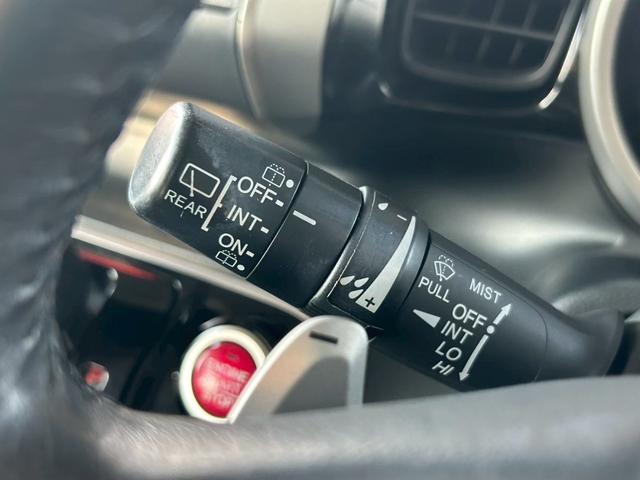 REAR
OFF
INT
ON
- 
+
PULL
MIST
OFF
INT
LO
HI
ENGINE
START
STOP